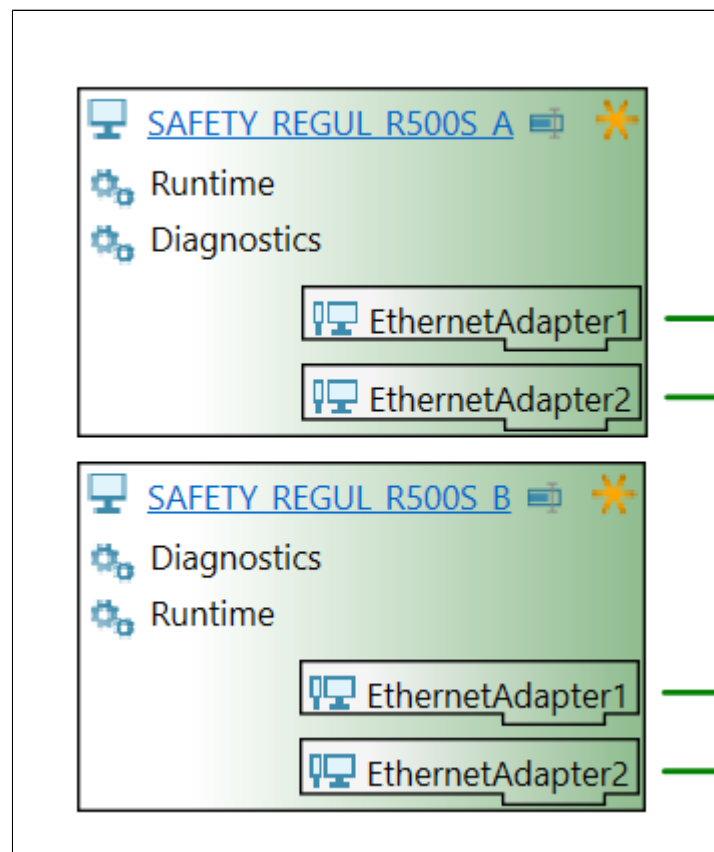 SAFETY_REGUL_R500S_A
Runtime
Diagnostics
EthernetAdapter1
EthernetAdapter2
SAFETY_REGUL_R500S_B
Diagnostics
Runtime
EthernetAdapter1
EthernetAdapter2